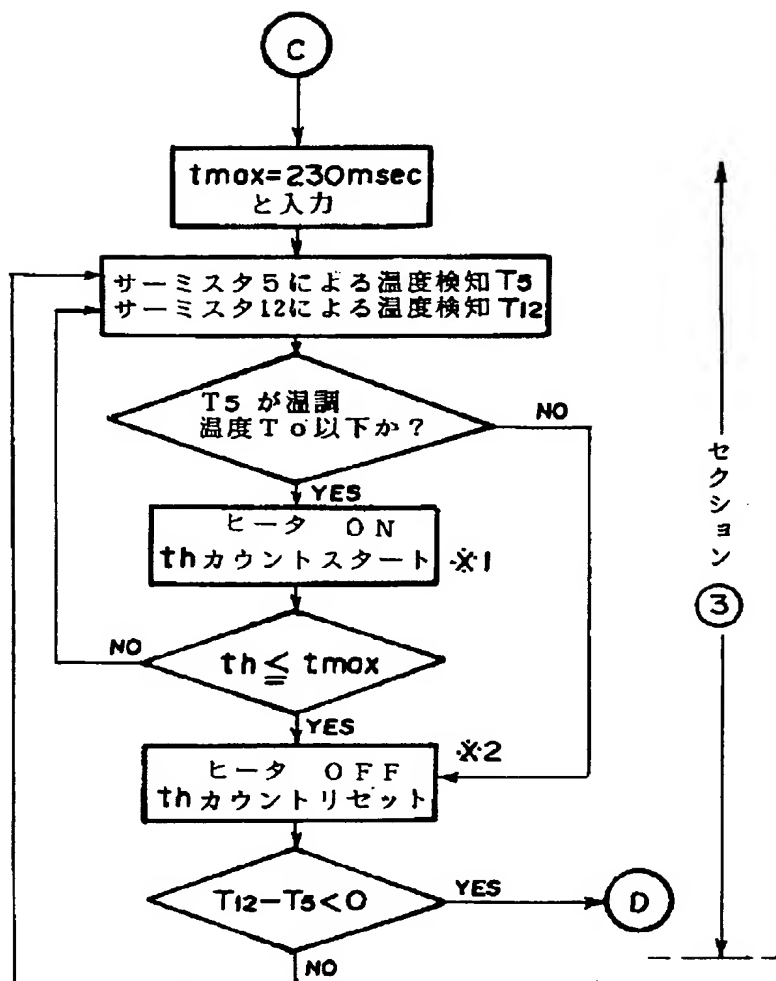 C
tmax=230msec
と入力
サーミスタ5による温度検知T5
サーミスタ12による温度検知T12
T5 が温調
温度To以下か?
NO
YES
ヒータ ON
thカウントスタート ※1
NO
th≦tmax
YES
※2
ヒータ OFF
thカウントリセット
T12-T5<0
YES
D
NO
セクション
③